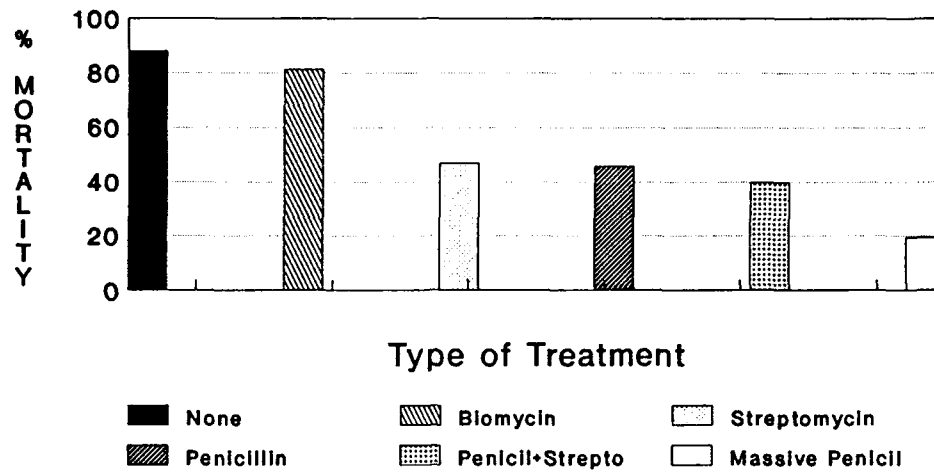 100
80
60
40
20
0
% MORTALITY
Type of Treatment
None Biomycin Streptomycin
Penicillin Penicil+Strepto Massive Penicil